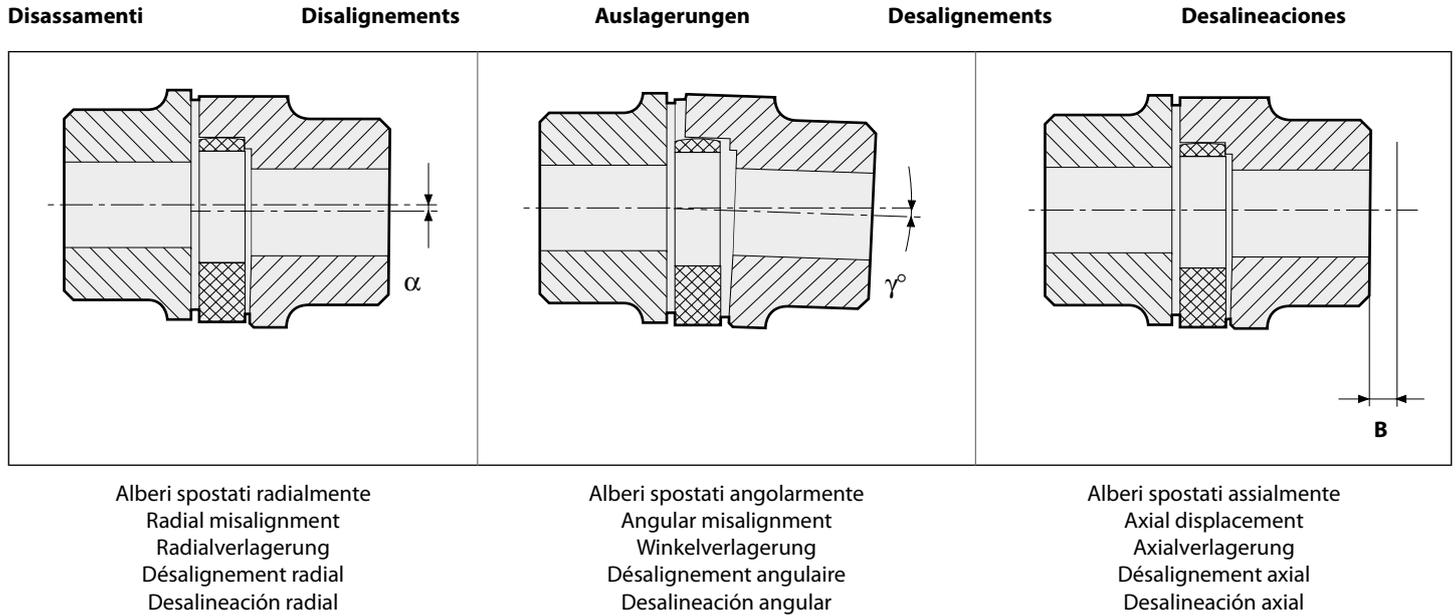 Disassamenti Disalignements Auslagerungen Desalignements Desalineaciones
α
γ°
B
Alberi spostati radialmente
Radial misalignment
Radialverlagerung
Désalignement radial
Desalineación radial
Alberi spostati angolarmente
Angular misalignment
Winkelverlagerung
Désalignement angulaire
Desalineación angular
Alberi spostati assialmente
Axial displacement
Axialverlagerung
Désalignement axial
Desalineación axial